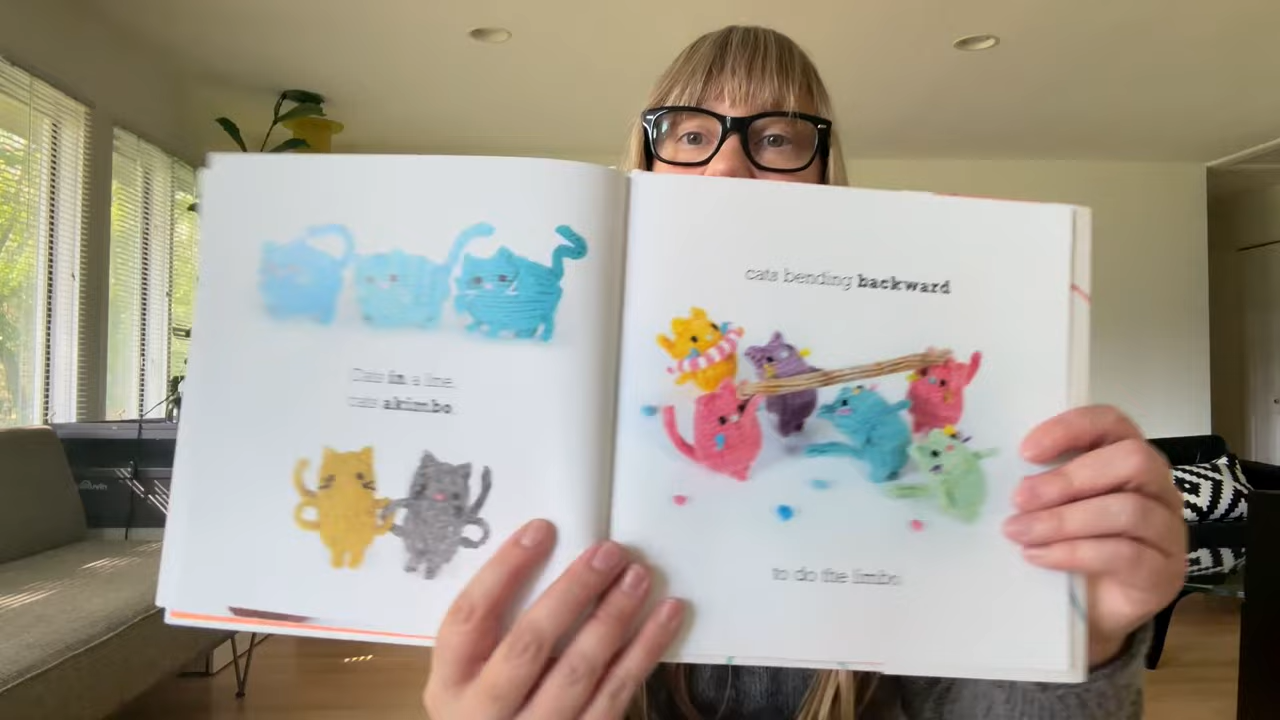 Cats in a line,
cats akimbo,
cats bending backward
to do the limbo